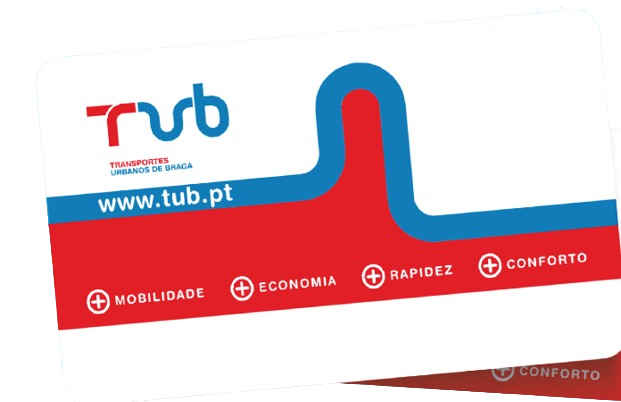 TUB
TRANSPORTES
URBANOS DE BRAGA
www.tub.pt
MOBILIDADE
ECONOMIA
RAPIDEZ
CONFORTO
CONFORTO